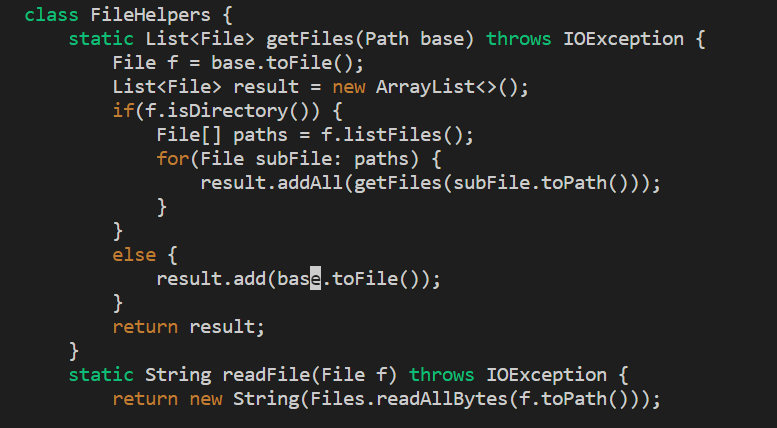 class FileHelpers {
    static List<File> getFiles(Path base) throws IOException {
        File f = base.toFile();
        List<File> result = new ArrayList<>();
        if(f.isDirectory()) {
            File[] paths = f.listFiles();
            for(File subFile: paths) {
                result.addAll(getFiles(subFile.toPath()));
            }
        }
        else {
            result.add(base.toFile());
        }
        return result;
    }
    static String readFile(File f) throws IOException {
        return new String(Files.readAllBytes(f.toPath()));